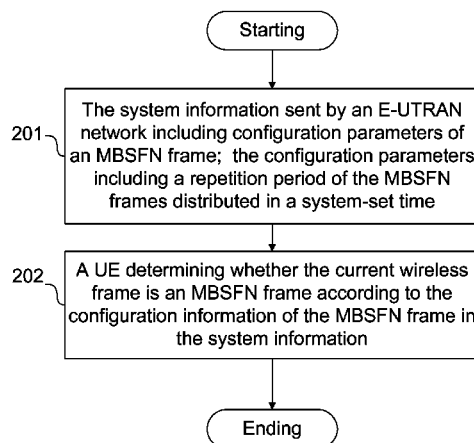 Starting
201
The system information sent by an E-UTRAN
network including configuration parameters of
an MBSFN frame; the configuration parameters
including a repetition period of the MBSFN
frames distributed in a system-set time
202
A UE determining whether the current wireless
frame is an MBSFN frame according to the
configuration information of the MBSFN frame in
the system information
Ending